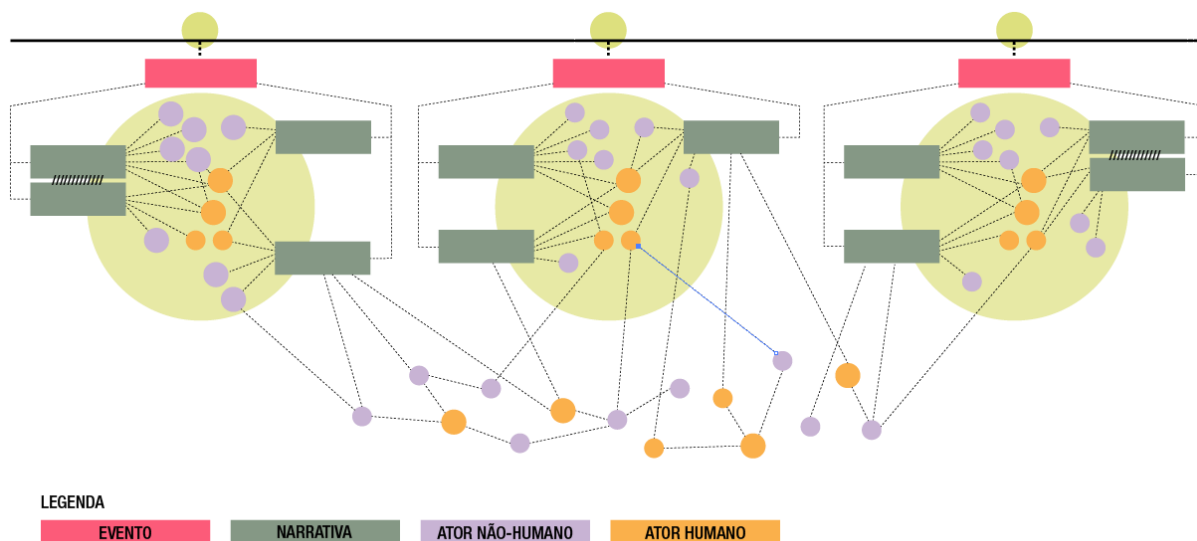 LEGENDA
EVENTO
NARRATIVA
ATOR NÃO-HUMANO
ATOR HUMANO